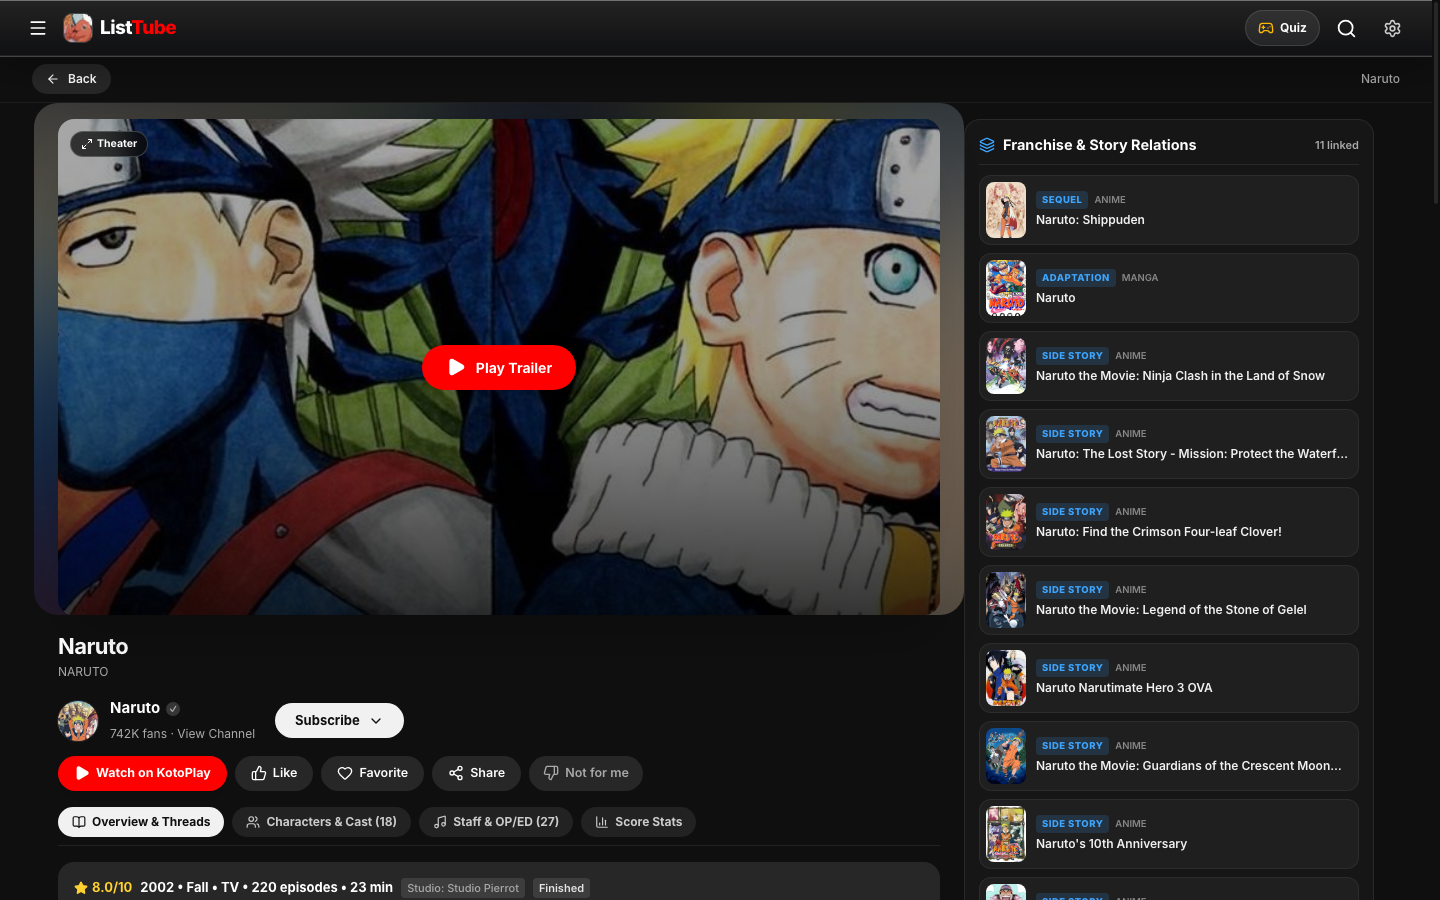 ListTube
Quiz
Back
Naruto
Theater
Play Trailer
Naruto
NARUTO
Naruto
742K fans · View Channel
Subscribe
Watch on KotoPlay
Like
Favorite
Share
Not for me
Overview & Threads
Characters & Cast (18)
Staff & OP/ED (27)
Score Stats
8.0/10 2002 • Fall • TV • 220 episodes • 23 min Studio: Studio Pierrot Finished
Franchise & Story Relations
11 linked
SEQUEL ANIME
Naruto: Shippuden
ADAPTATION MANGA
Naruto
SIDE STORY ANIME
Naruto the Movie: Ninja Clash in the Land of Snow
SIDE STORY ANIME
Naruto: The Lost Story - Mission: Protect the Waterf...
SIDE STORY ANIME
Naruto: Find the Crimson Four-leaf Clover!
SIDE STORY ANIME
Naruto the Movie: Legend of the Stone of Gelel
SIDE STORY ANIME
Naruto Narutimate Hero 3 OVA
SIDE STORY ANIME
Naruto the Movie: Guardians of the Crescent Moon...
SIDE STORY ANIME
Naruto's 10th Anniversary
SIDE STORY ANIME